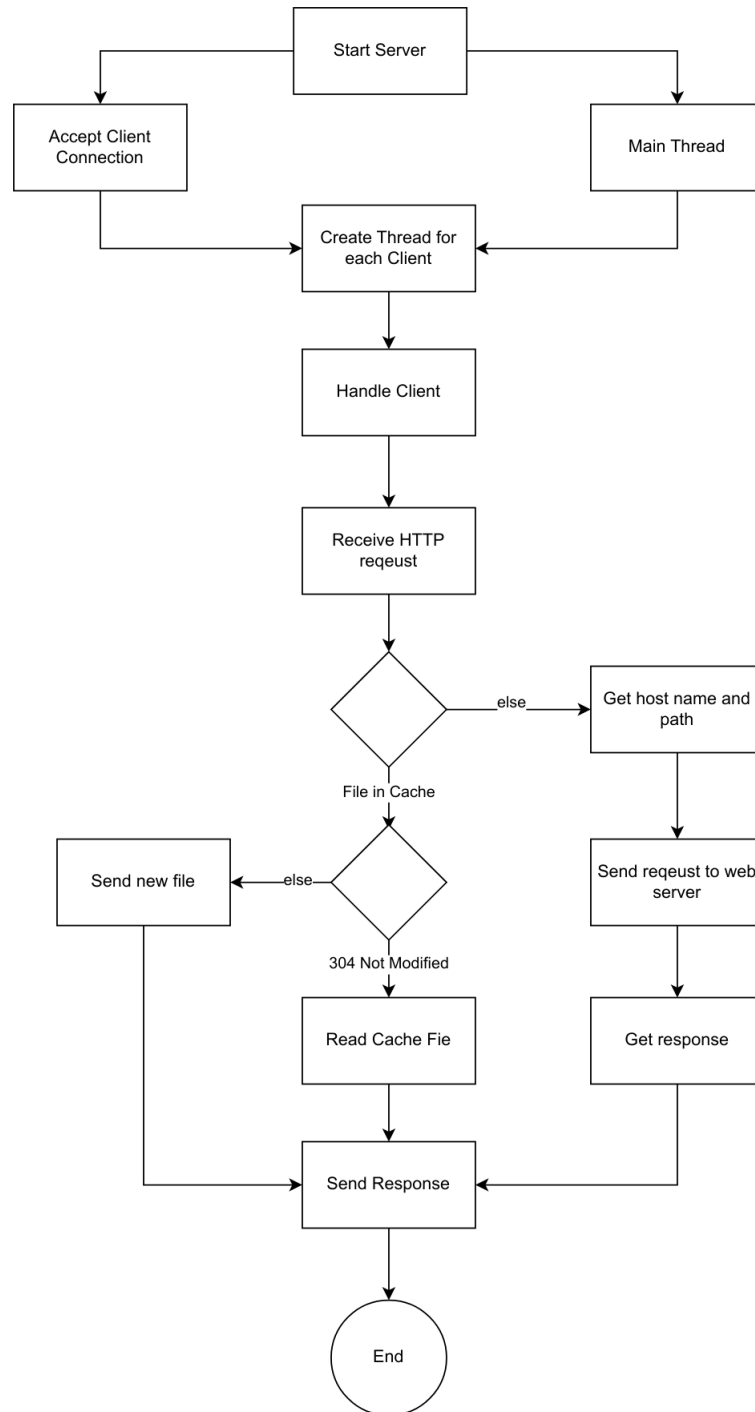 Start Server
Accept Client
Connection
Main Thread
Create Thread for
each Client
Handle Client
Receive HTTP
reqeust
else
Get host name and
path
File in Cache
Send new file
else
Send reqeust to web
server
304 Not Modified
Read Cache Fie
Get response
Send Response
End